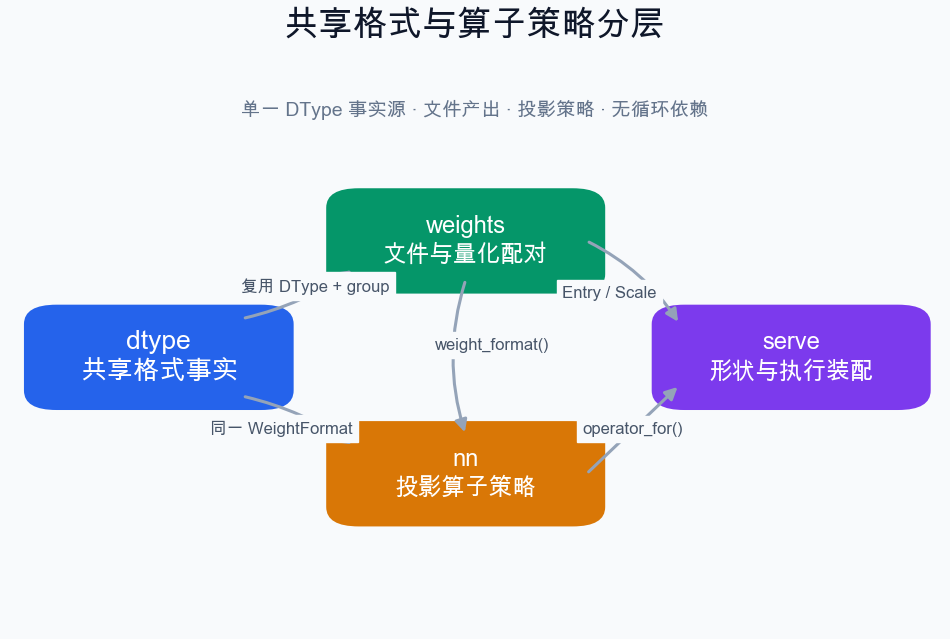 共享格式与算子策略分层
单一 DType 事实源 · 文件产出 · 投影策略 · 无循环依赖
weights
文件与量化配对
复用 DType + group
Entry / Scale
dtype
共享格式事实
weight_format()
serve
形状与执行装配
同一 WeightFormat
operator_for()
nn
投影算子策略